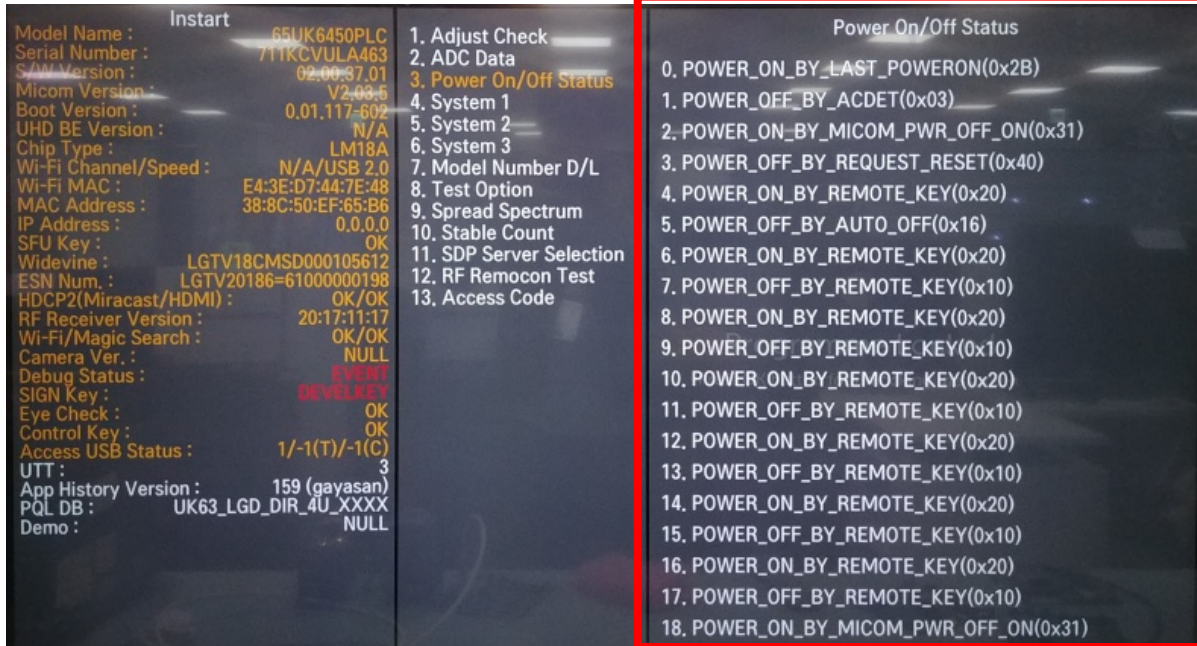 Instart
Model Name : 65UK6450PLC
Serial Number : 711KCVULA463
S/W Version : 02.00.37.01
Micom Version : V2.03.5
Boot Version : 0.01.117-602
UHD BE Version : N/A
Chip Type : LM18A
Wi-Fi Channel/Speed : N/A/USB 2.0
Wi-Fi MAC : E4:3E:D7:44:7E:48
MAC Address : 38:8C:50:EF:65:B6
IP Address : 0.0.0.0
SFU Key : OK
Widevine : LGTV18CMSD000105612
ESN Num. : LGTV20186=61000000198
HDCP2(Miracast/HDMI) : OK/OK
RF Receiver Version : 20:17:11:17
Wi-Fi/Magic Search : OK/OK
Camera Ver. : NULL
Debug Status : EVENT
SIGN Key : DEVELKEY
Eye Check : OK
Control Key : OK
Access USB Status : 1/-1(T)/-1(C)
UTT : 3
App History Version : 159 (gayasan)
PQL DB : UK63_LGD_DIR_4U_XXXX
Demo : NULL
1. Adjust Check
2. ADC Data
3. Power On/Off Status
4. System 1
5. System 2
6. System 3
7. Model Number D/L
8. Test Option
9. Spread Spectrum
10. Stable Count
11. SDP Server Selection
12. RF Remocon Test
13. Access Code
Power On/Off Status
0. POWER_ON_BY_LAST_POWERON(0x2B)
1. POWER_OFF_BY_ACDET(0x03)
2. POWER_ON_BY_MICOM_PWR_OFF_ON(0x31)
3. POWER_OFF_BY_REQUEST_RESET(0x40)
4. POWER_ON_BY_REMOTE_KEY(0x20)
5. POWER_OFF_BY_AUTO_OFF(0x16)
6. POWER_ON_BY_REMOTE_KEY(0x20)
7. POWER_OFF_BY_REMOTE_KEY(0x10)
8. POWER_ON_BY_REMOTE_KEY(0x20)
9. POWER_OFF_BY_REMOTE_KEY(0x10)
10. POWER_ON_BY_REMOTE_KEY(0x20)
11. POWER_OFF_BY_REMOTE_KEY(0x10)
12. POWER_ON_BY_REMOTE_KEY(0x20)
13. POWER_OFF_BY_REMOTE_KEY(0x10)
14. POWER_ON_BY_REMOTE_KEY(0x20)
15. POWER_OFF_BY_REMOTE_KEY(0x10)
16. POWER_ON_BY_REMOTE_KEY(0x20)
17. POWER_OFF_BY_REMOTE_KEY(0x10)
18. POWER_ON_BY_MICOM_PWR_OFF_ON(0x31)